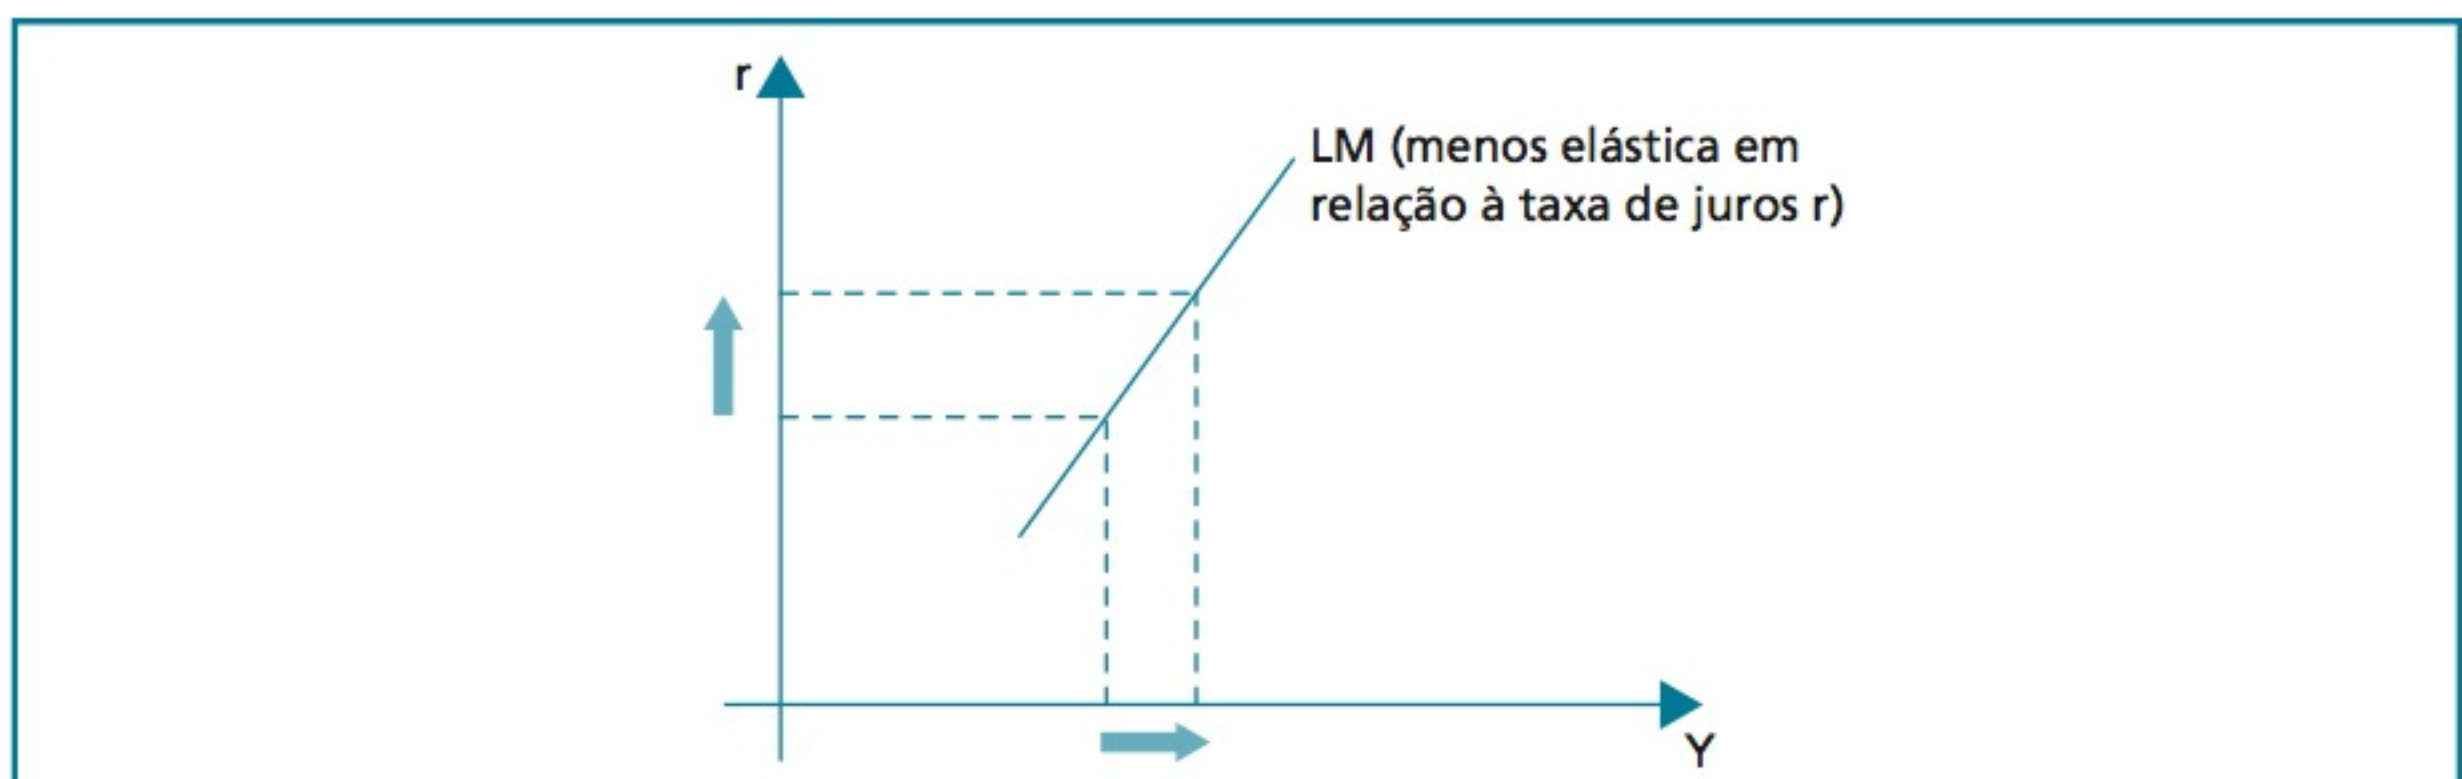 r
LM (menos elástica em
relação à taxa de juros r)
Y